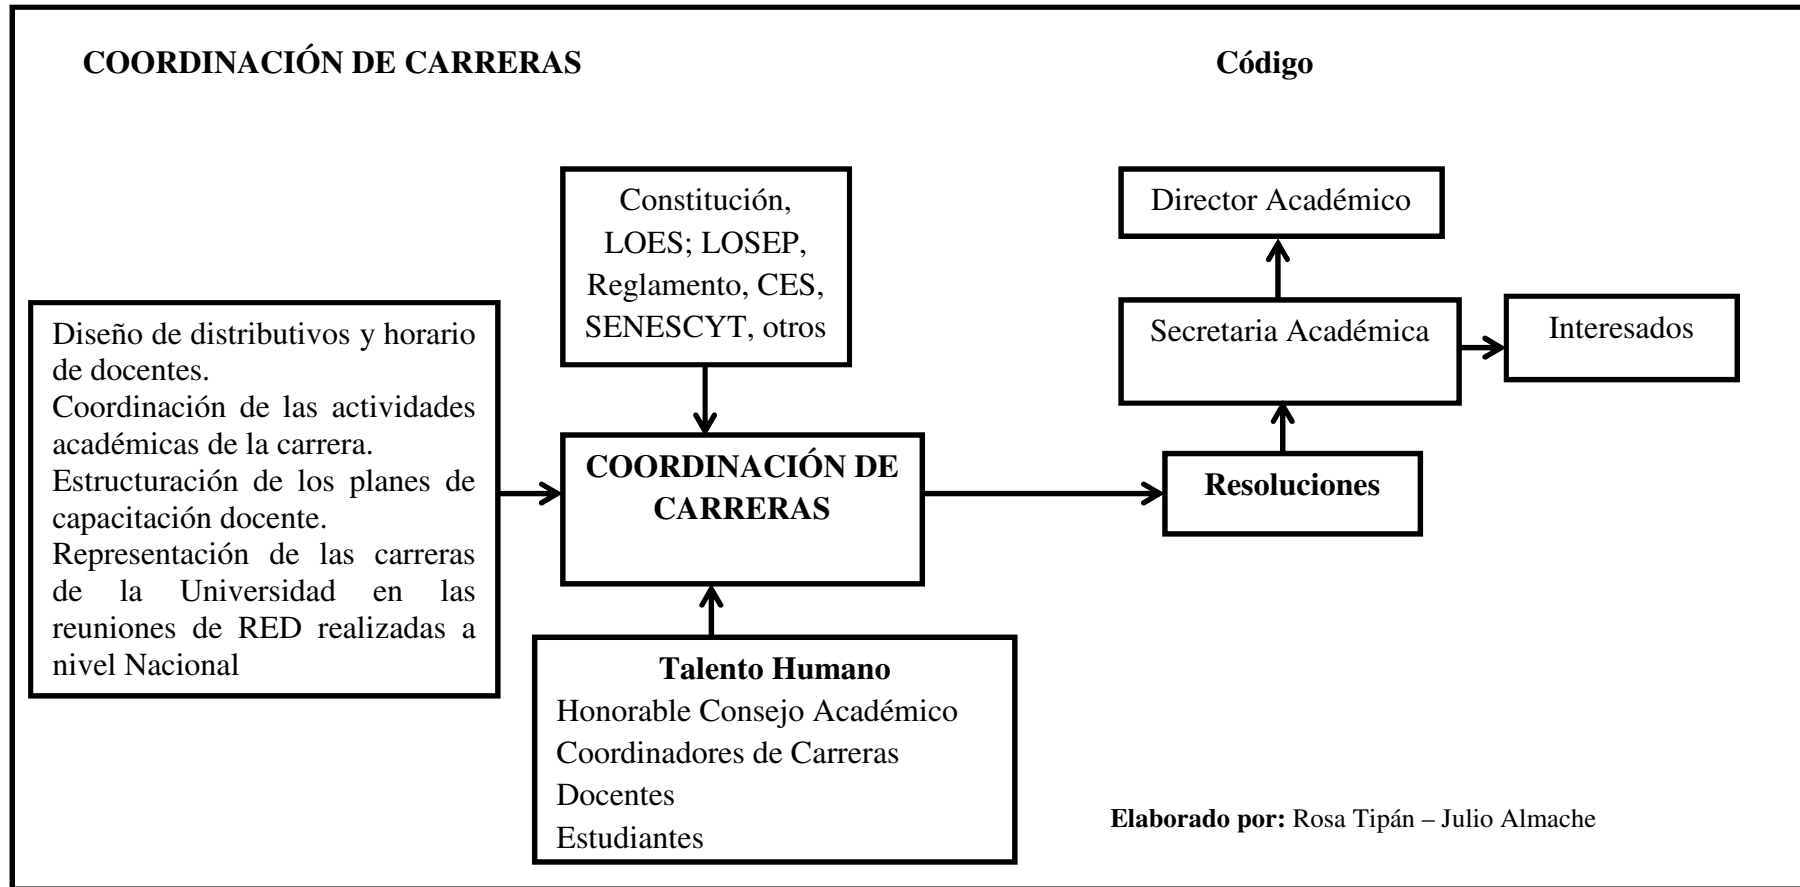 COORDINACIÓN DE CARRERAS
Código
Constitución,
LOES; LOSEP,
Reglamento, CES,
SENESCYT, otros
Director Académico
Secretaria Académica
Interesados
Diseño de distributivos y horario
de docentes.
Coordinación de las actividades
académicas de la carrera.
Estructuración de los planes de
capacitación docente.
Representación de las carreras
de la Universidad en las
reuniones de RED realizadas a
nivel Nacional
COORDINACIÓN DE
CARRERAS
Resoluciones
Talento Humano
Honorable Consejo Académico
Coordinadores de Carreras
Docentes
Estudiantes
Elaborado por: Rosa Tipán – Julio Almache